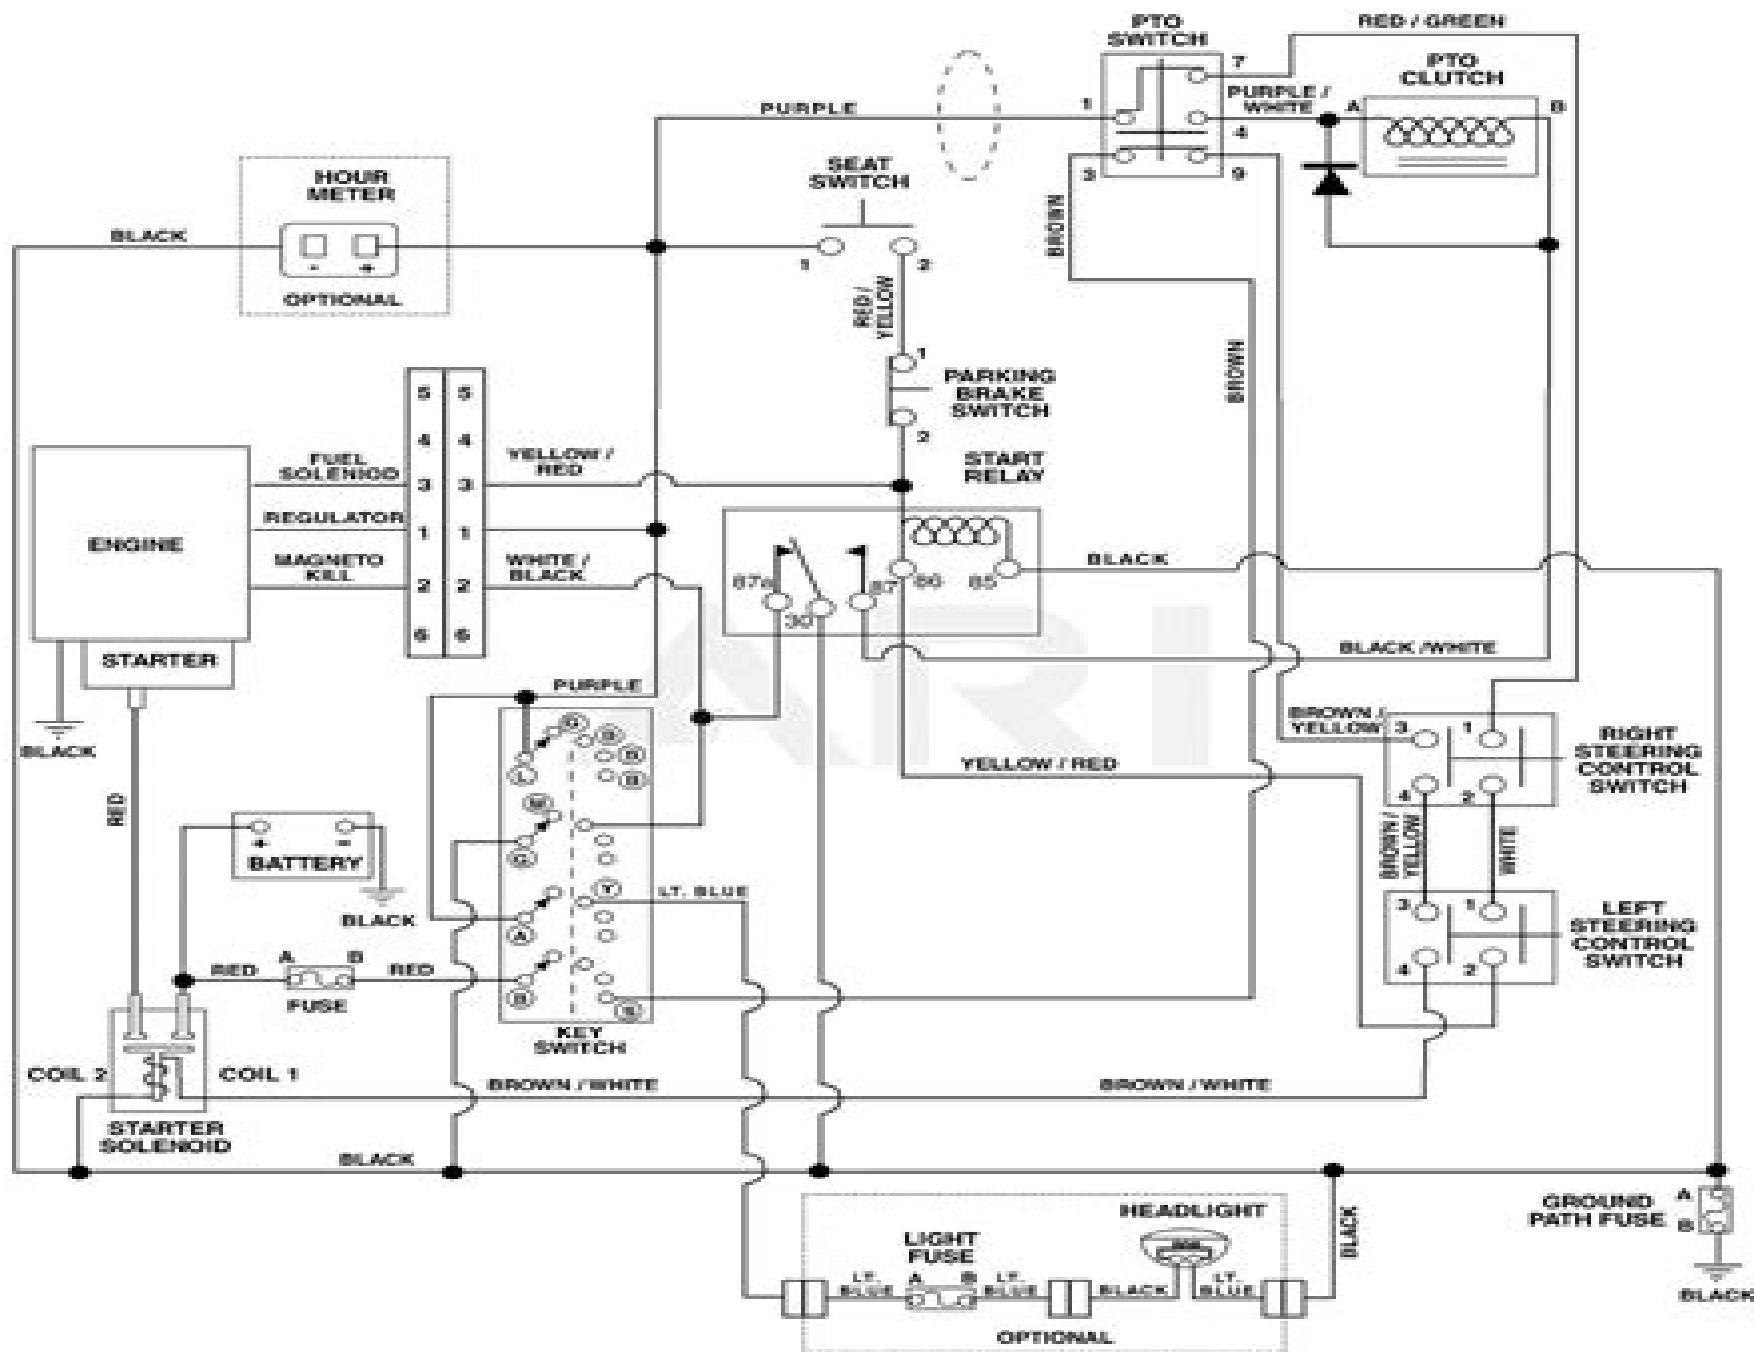 PTO
SWITCH
RED / GREEN
PTO
CLUTCH
7
PURPLE /
WHITE
A
B
PURPLE
1
4
3
9
SEAT
SWITCH
HOUR
METER
BLACK
- +
OPTIONAL
1
2
BROWN
RED /
YELLOW
1
PARKING
BRAKE
SWITCH
2
BROWN
5 5
4 4
FUEL
SOLENIOD
3 3
YELLOW /
RED
START
RELAY
ENGINE
REGULATOR
1 1
MAGNETO
KILL
2 2
WHITE /
BLACK
6 6
87a
30
87
86
85
BLACK
ARI
STARTER
BLACK /WHITE
PURPLE
BLACK
BROWN /
YELLOW
3
1
4
2
RIGHT
STEERING
CONTROL
SWITCH
YELLOW / RED
RED
G
L
M
G
Y
A
B
S
LT. BLUE
BROWN /
YELLOW
WHITE
+ -
BATTERY
BLACK
3
1
4
2
LEFT
STEERING
CONTROL
SWITCH
RED
A
B
RED
FUSE
KEY
SWITCH
COIL 2
COIL 1
BROWN / WHITE
BROWN / WHITE
STARTER
SOLENOID
BLACK
HEADLIGHT
LIGHT
FUSE
BLACK
GROUND
PATH FUSE
A
B
LT.
BLUE
A
B
LT.
BLUE
BLACK
LT.
BLUE
BLACK
OPTIONAL